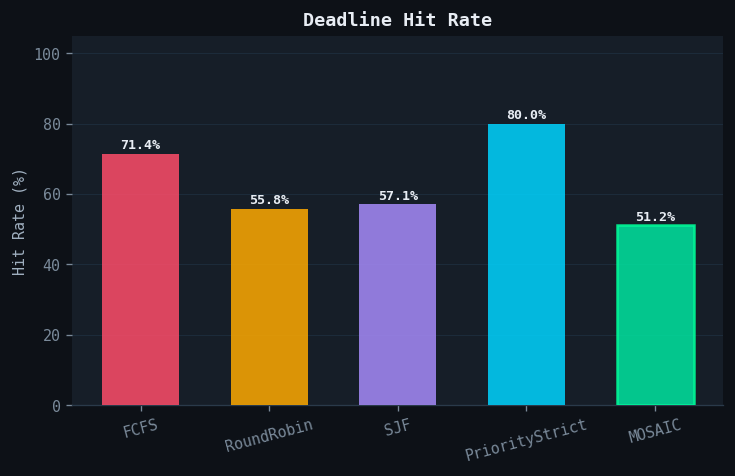 Deadline Hit Rate
Hit Rate (%)
100
80
60
40
20
0
71.4%
55.8%
57.1%
80.0%
51.2%
FCFS
RoundRobin
SJF
PriorityStrict
MOSAIC